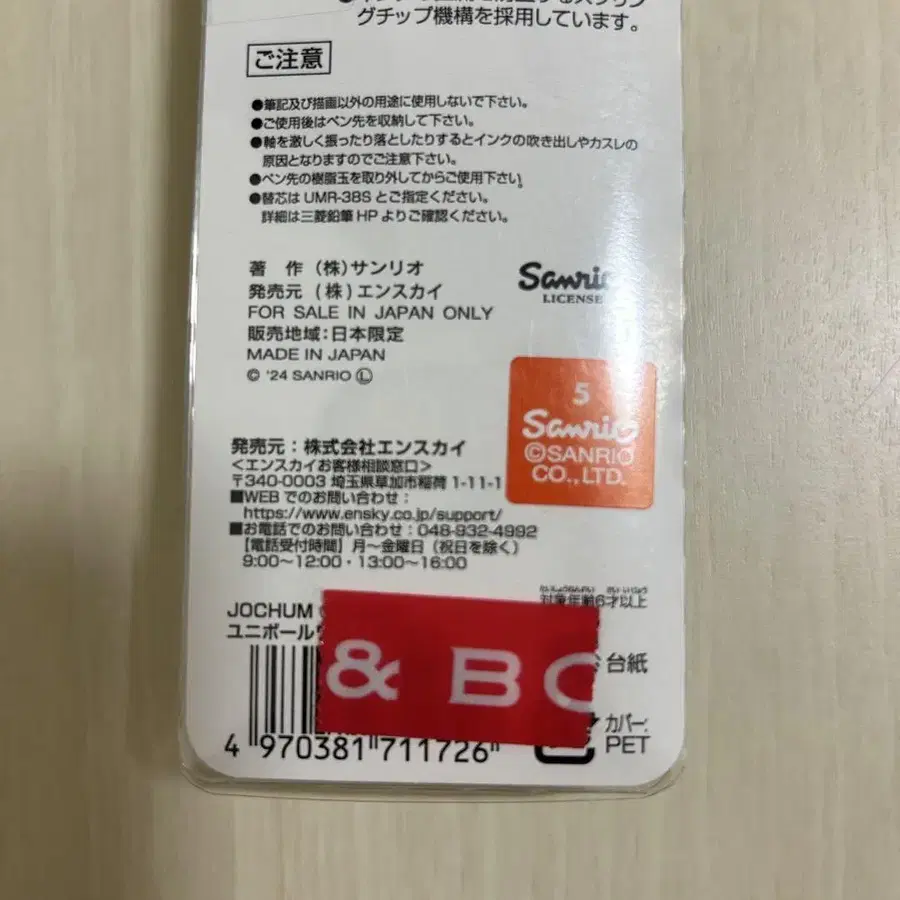 グチップ機構を採用しています。
ご注意
●筆記及び描画以外の用途に使用しないで下さい。
●ご使用後はペン先を収納して下さい。
●軸を激しく振ったり落としたりするとインクの吹き出しやカスレの
原因となりますのでご注意下さい。
●ペン先の樹脂玉を取り外してからご使用下さい。
●替芯は UMR-38S とご指定ください。
詳細は三菱鉛筆 HP よりご確認ください。
著 作 (株) サンリオ
発売元 (株) エンスカイ
FOR SALE IN JAPAN ONLY
販売地域:日本限定
MADE IN JAPAN
© '24 SANRIO Ⓛ
Sanrio
LICENSE
5
Sanrio
©SANRIO
CO.,LTD.
発売元:株式会社エンスカイ
<エンスカイお客様相談窓口>
〒340-0003 埼玉県草加市稲荷 1-11-1
■WEB でのお問い合わせ:
https://www.ensky.co.jp/support/
■お電話でのお問い合わせ:048-932-4992
【電話受付時間】月~金曜日 (祝日を除く)
9:00~12:00・13:00~16:00
対象年齢6才以上
JOCHUM
ユニボール
& BO
台紙
カバー:
PET
4 970381 711726